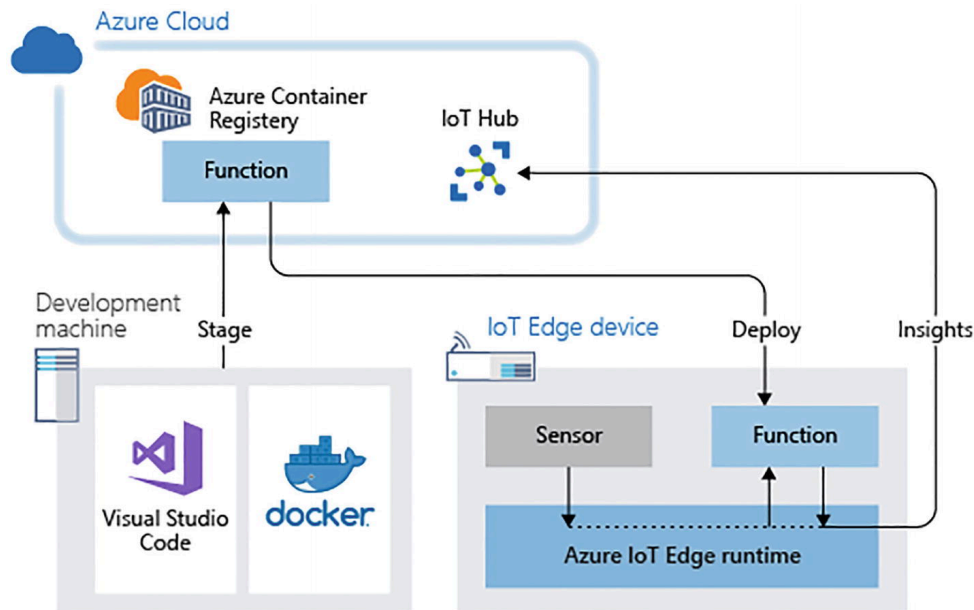 Azure Cloud
Azure Container
Registery
Function
IoT Hub
Development
machine
Stage
IoT Edge device
Deploy
Insights
Visual Studio
Code
docker
Sensor
Function
Azure IoT Edge runtime